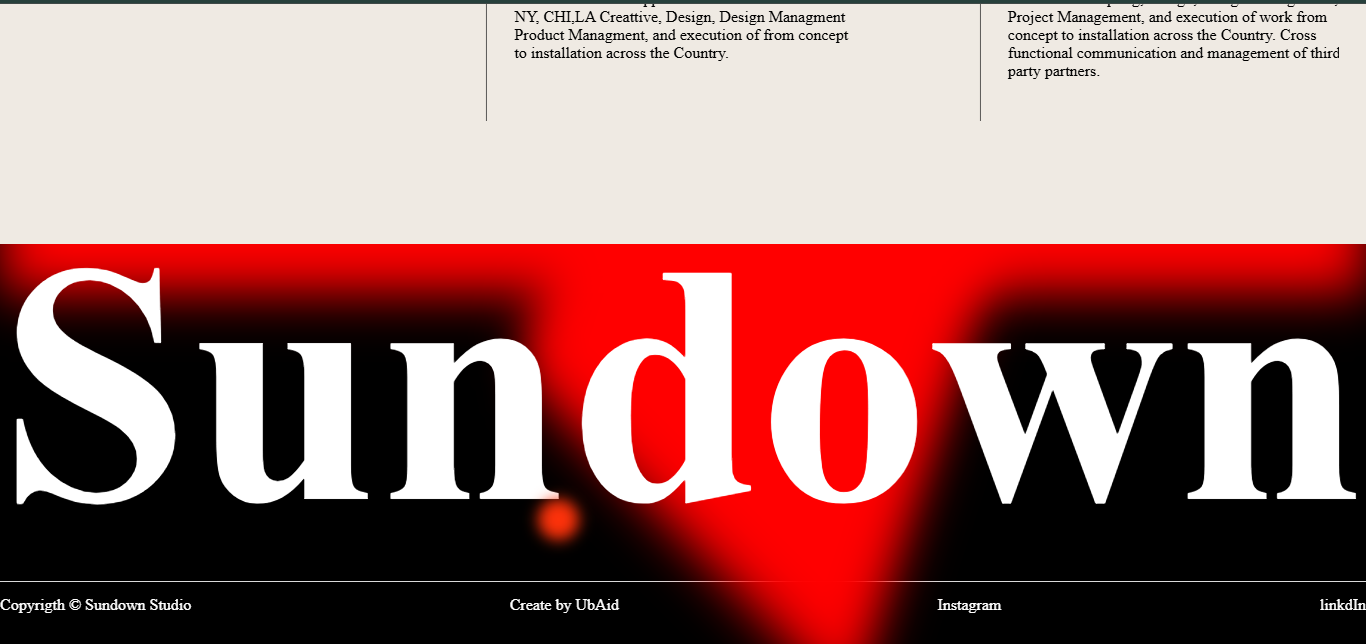 NY, CHI,LA Creattive, Design, Design Managment
Product Managment, and execution of from concept
to installation across the Country.
Project Management, and execution of work from
concept to installation across the Country. Cross
functional communication and management of third
party partners.
Sundown
Copyrigth © Sundown Studio
Create by UbAid
Instagram
linkdIn